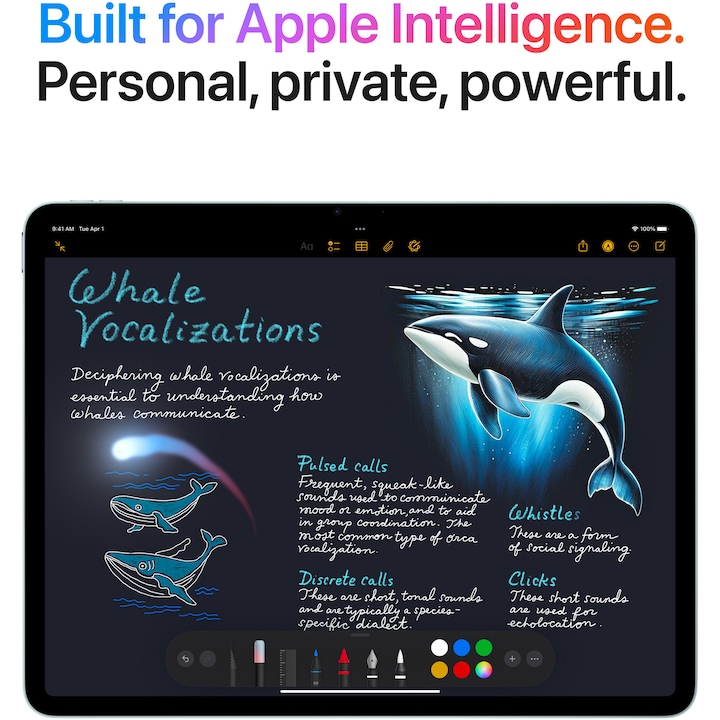 Built for Apple Intelligence.
Personal, private, powerful.
9:41 AM Tue Apr 1
100%
Aa
Whale
Vocalizations
Deciphering whale vocalizations is
essential to understanding how
whales communicate.
Pulsed calls
Frequent, squeak-like
sounds used to communicate
mood or emotion, and to aid
in group coordination. The
most common type of orca
vocalization.
Discrete calls
These are short, tonal sounds
and are typically a species-
specific dialect.
Whistles
These are a form
of social signaling.
Clicks
These short sounds
are used for
echolocation.